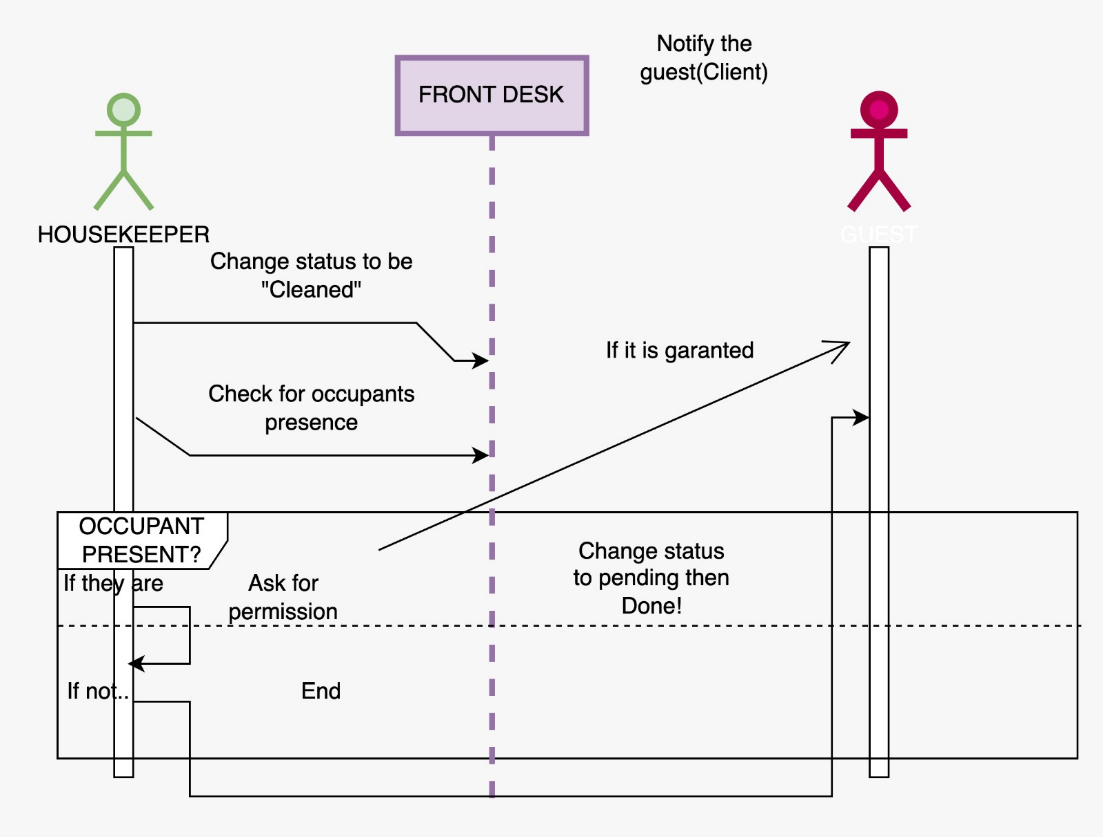 Notify the
guest(Client)
FRONT DESK
HOUSEKEEPER
GUEST
Change status to be
"Cleaned"
If it is garanted
Check for occupants
presence
OCCUPANT
PRESENT?
If they are
Ask for
permission
Change status
to pending then
Done!
If not..
End